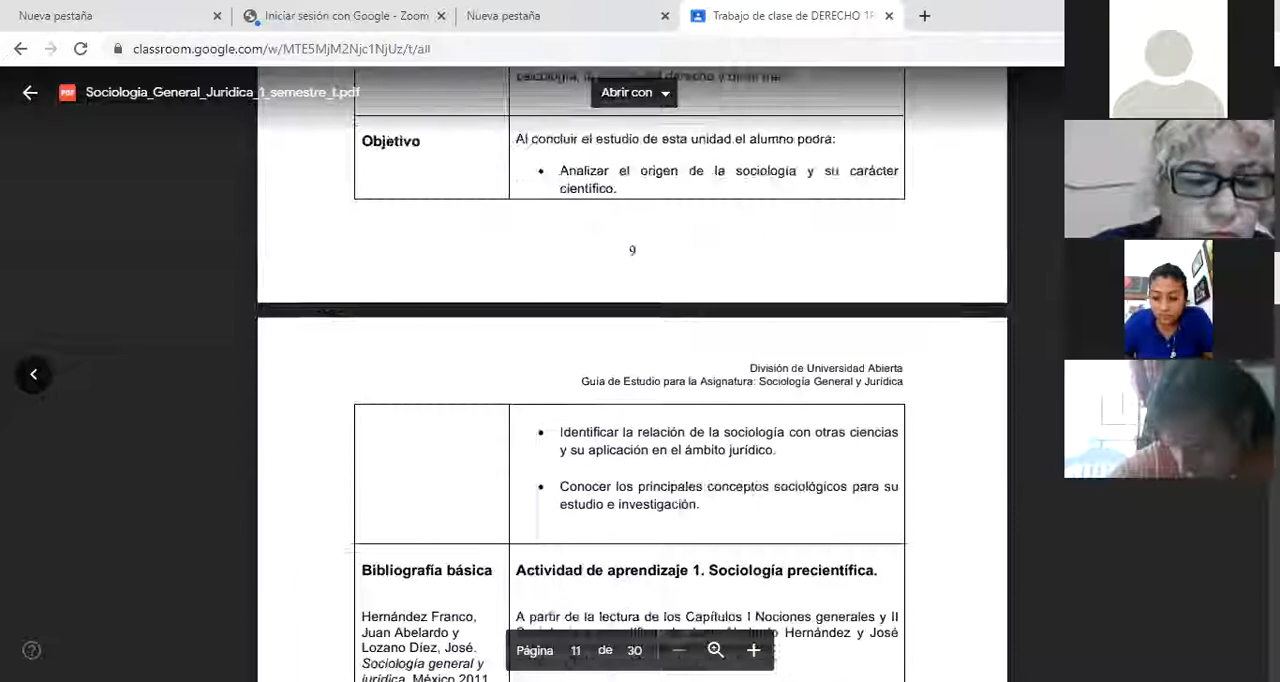 Nueva pestaña
Iniciar sesión con Google - Zoom
Nueva pestaña
Trabajo de clase de DERECHO 1
classroom.google.com/w/MTE5MjM2Njc1NjUz/t/all
Sociologia_General_Juridica_1_semestre_t.pdf
Abrir con
Objetivo
Al concluir el estudio de esta unidad el alumno podrá:
• Analizar el origen de la sociología y su carácter
científico.
9
División de Universidad Abierta
Guía de Estudio para la Asignatura: Sociología General y Jurídica
• Identificar la relación de la sociología con otras ciencias
y su aplicación en el ámbito jurídico.
• Conocer los principales conceptos sociológicos para su
estudio e investigación.
Bibliografía básica
Actividad de aprendizaje 1. Sociología precientífica.
Hernández Franco,
Juan Abelardo y
Lozano Díez, José.
Sociología general y
jurídica, México 2011
A partir de la lectura de los Capítulos I Nociones generales y II
Hernández y José
Página 11 de 30